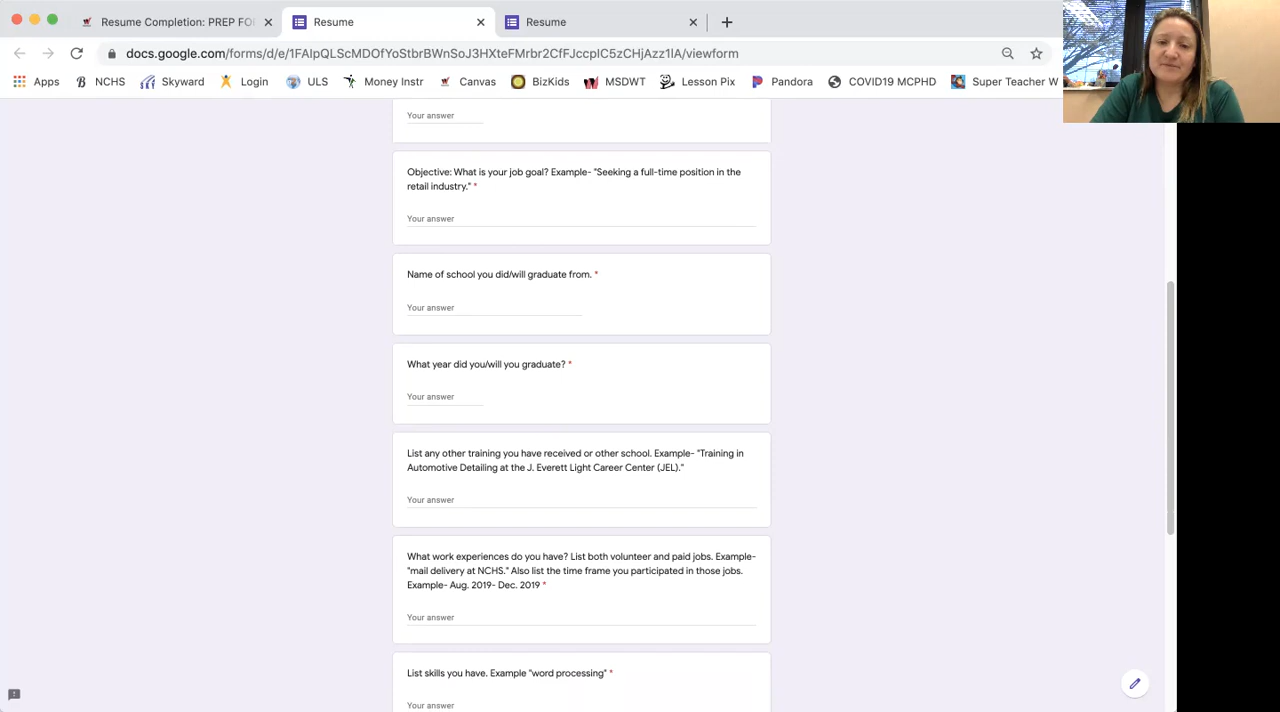 Resume Completion: PREP FO
Resume
Resume
docs.google.com/forms/d/e/
/viewform
Apps
NCHS
Skyward
Login
ULS
Money Instr
Canvas
BizKids
MSDWT
Lesson Pix
Pandora
COVID19 MCPHD
Super Teacher W
Your answer
Objective: What is your job goal? Example- "Seeking a full-time position in the
retail industry." *
Your answer
Name of school you did/will graduate from. *
Your answer
What year did you/will you graduate? *
Your answer
List any other training you have received or other school. Example- "Training in
Automotive Detailing at the J. Everett Light Career Center (JEL)."
Your answer
What work experiences do you have? List both volunteer and paid jobs. Example-
"mail delivery at NCHS." Also list the time frame you participated in those jobs.
Example- Aug. 2019- Dec. 2019 *
Your answer
List skills you have. Example "word processing" *
Your answer